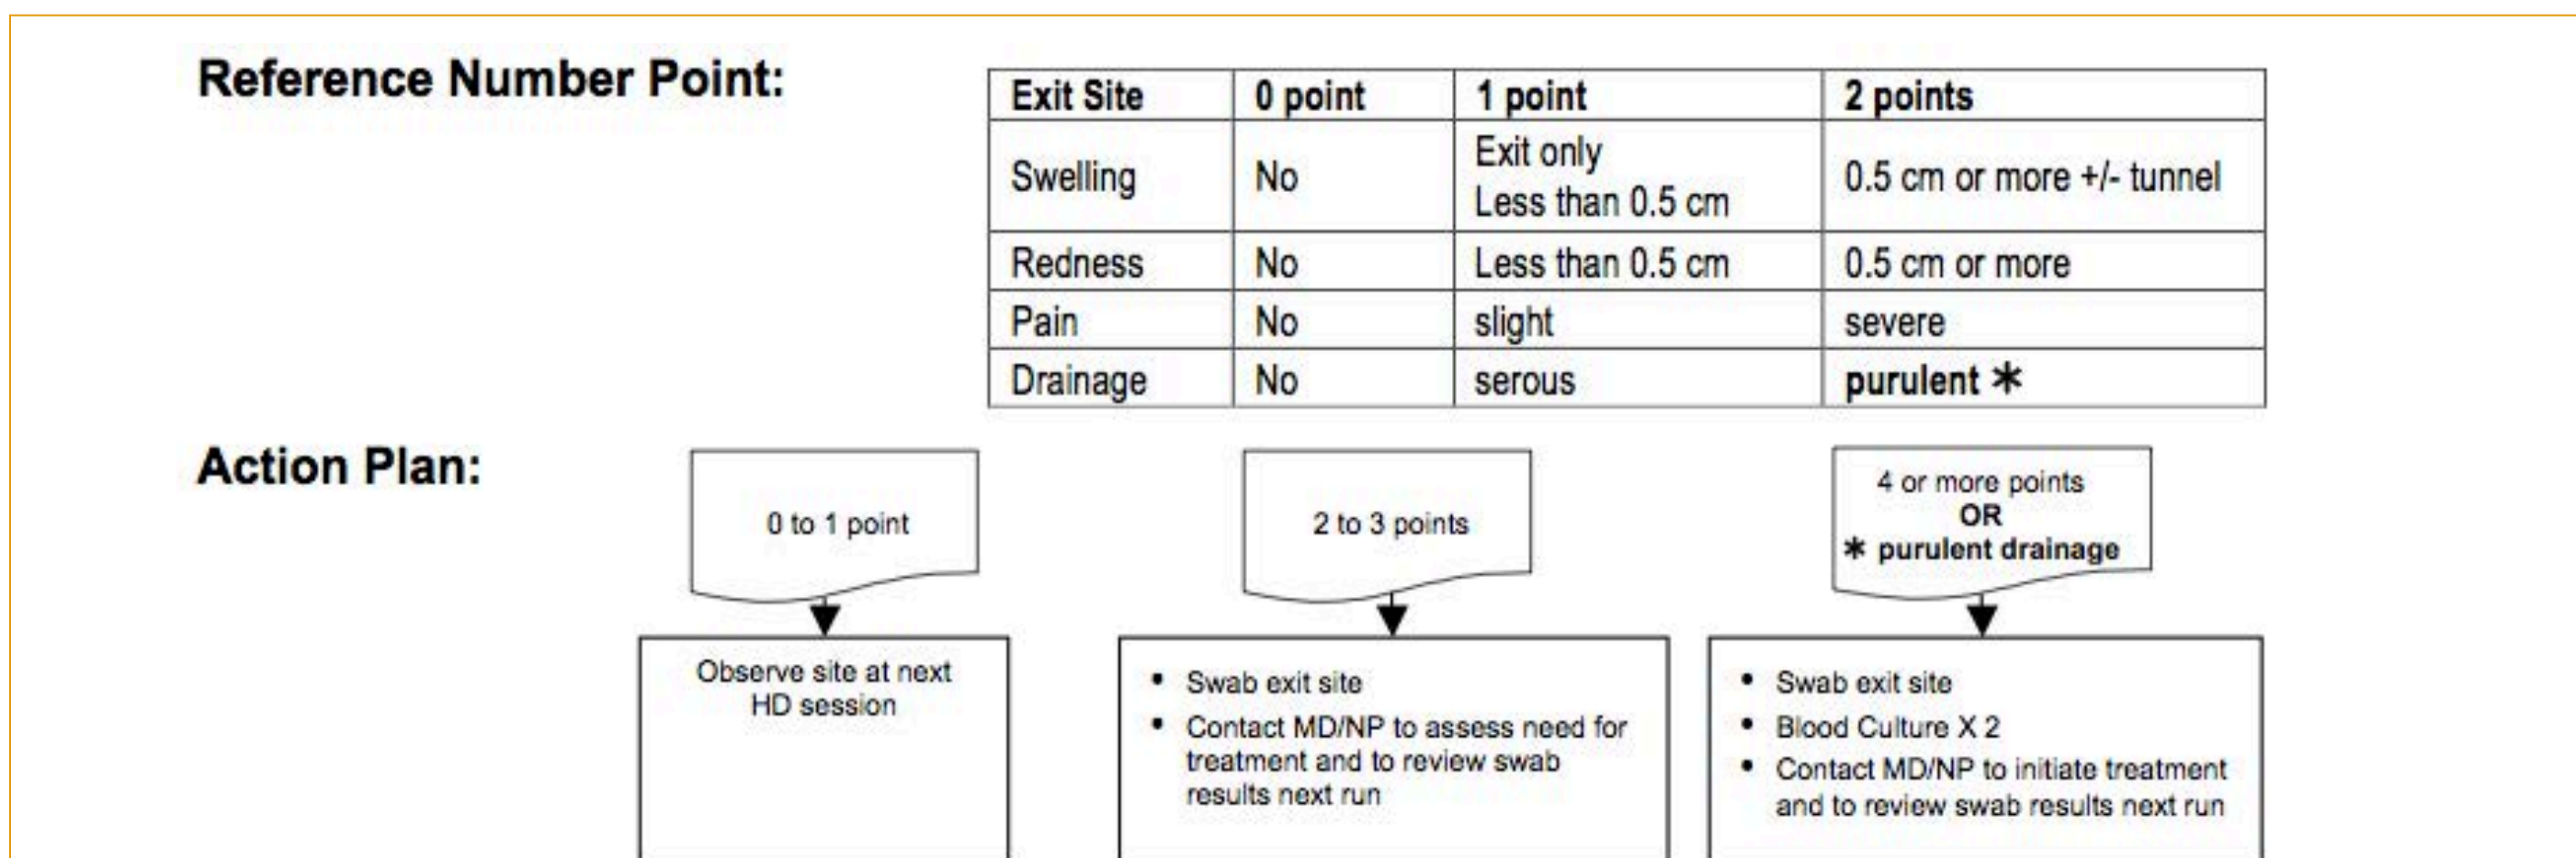 Reference Number Point:
Exit Site 0 point 1 point 2 points
Swelling No Exit only
Less than 0.5 cm 0.5 cm or more +/- tunnel
Redness No Less than 0.5 cm 0.5 cm or more
Pain No slight severe
Drainage No serous purulent *
Action Plan:
0 to 1 point
2 to 3 points
4 or more points
OR
* purulent drainage
Observe site at next
HD session
• Swab exit site
• Contact MD/NP to assess need for
treatment and to review swab
results next run
• Swab exit site
• Blood Culture X 2
• Contact MD/NP to initiate treatment
and to review swab results next run